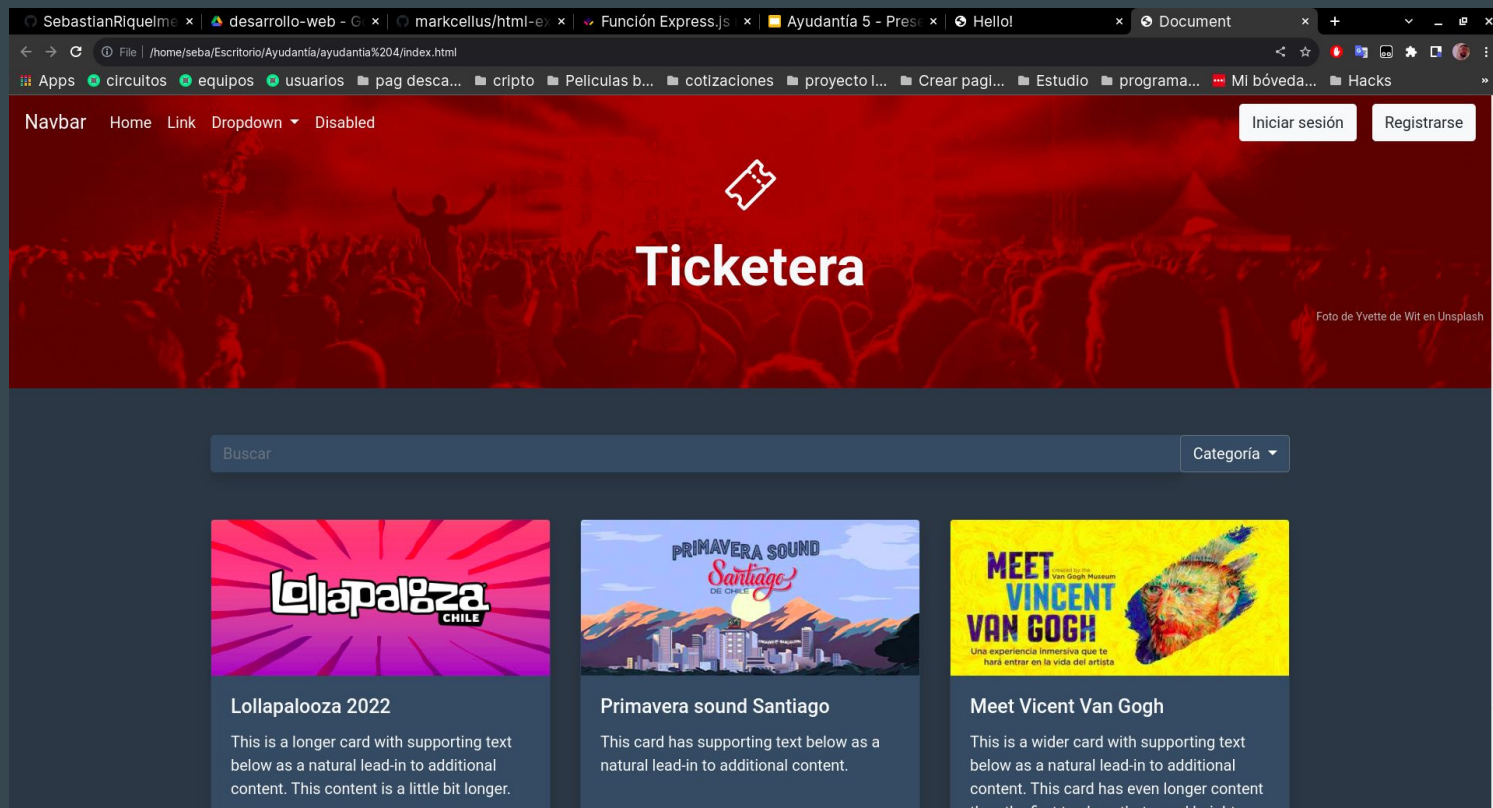 SebastianRiquelme
desarrollo-web - G
markcellus/html-ex
Función Express.js
Ayudantía 5 - Prese
Hello!
Document
File | /home/seba/Escritorio/Ayudantía/ayudantia%204/index.html
Apps circuitos equipos usuarios pag desca... cripto Peliculas b... cotizaciones proyecto l... Crear pagi... Estudio programa... Mi bóveda... Hacks »
Navbar Home Link Dropdown Disabled Iniciar sesión Registrarse
Ticketera
Foto de Yvette de Wit en Unsplash
Buscar Categoría
Lollapalooza
CHILE
PRIMAVERA SOUND
Santiago
DE CHILE
MEET
created by the
Van Gogh Museum
VINCENT
VAN GOGH
Una experiencia inmersiva que te
hará entrar en la vida del artista
Lollapalooza 2022
This is a longer card with supporting text
below as a natural lead-in to additional
content. This content is a little bit longer.
Primavera sound Santiago
This card has supporting text below as a
natural lead-in to additional content.
Meet Vicent Van Gogh
This is a wider card with supporting text
below as a natural lead-in to additional
content. This card has even longer content